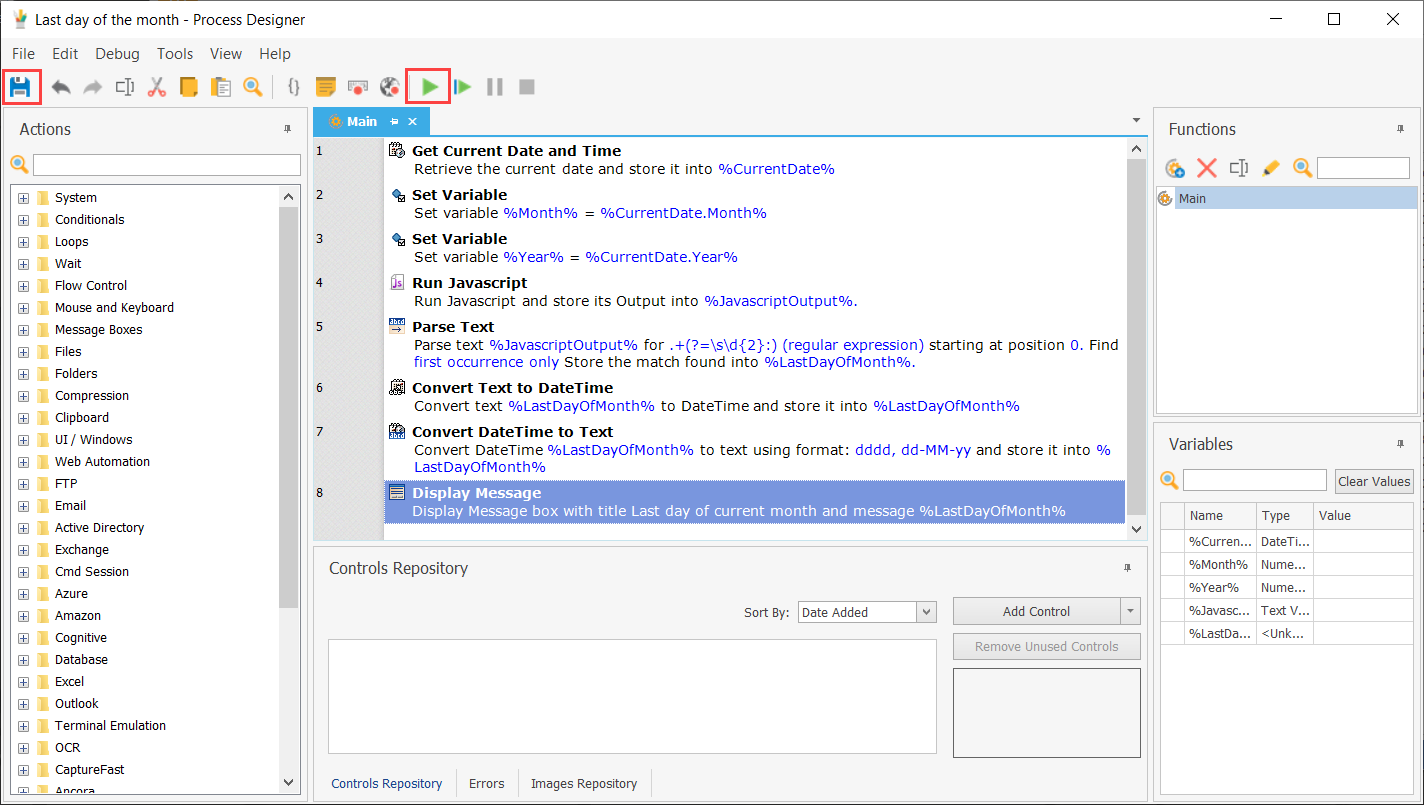 Last day of the month - Process Designer
File Edit Debug Tools View Help
Actions
System
Conditionals
Loops
Wait
Flow Control
Mouse and Keyboard
Message Boxes
Files
Folders
Compression
Clipboard
UI / Windows
Web Automation
FTP
Email
Active Directory
Exchange
Cmd Session
Azure
Amazon
Cognitive
Database
Excel
Outlook
Terminal Emulation
OCR
CaptureFast
Ancora
Main
1 Get Current Date and Time
Retrieve the current date and store it into %CurrentDate%
2 Set Variable
Set variable %Month% = %CurrentDate.Month%
3 Set Variable
Set variable %Year% = %CurrentDate.Year%
4 js Run Javascript
Run Javascript and store its Output into %JavascriptOutput%.
5 abcd Parse Text
Parse text %JavascriptOutput% for .+(?=\s\d{2}:) (regular expression) starting at position 0. Find
first occurrence only Store the match found into %LastDayOfMonth%.
6 Convert Text to DateTime
Convert text %LastDayOfMonth% to DateTime and store it into %LastDayOfMonth%
7 Convert DateTime to Text
Convert DateTime %LastDayOfMonth% to text using format: dddd, dd-MM-yy and store it into %
LastDayOfMonth%
8 Display Message
Display Message box with title Last day of current month and message %LastDayOfMonth%
Controls Repository
Sort By: Date Added
Add Control
Remove Unused Controls
Controls Repository Errors Images Repository
Functions
Main
Variables
Clear Values
Name Type Value
%Curren... DateTi...
%Month% Nume...
%Year% Nume...
%Javasc... Text V...
%LastDa... <Unk...